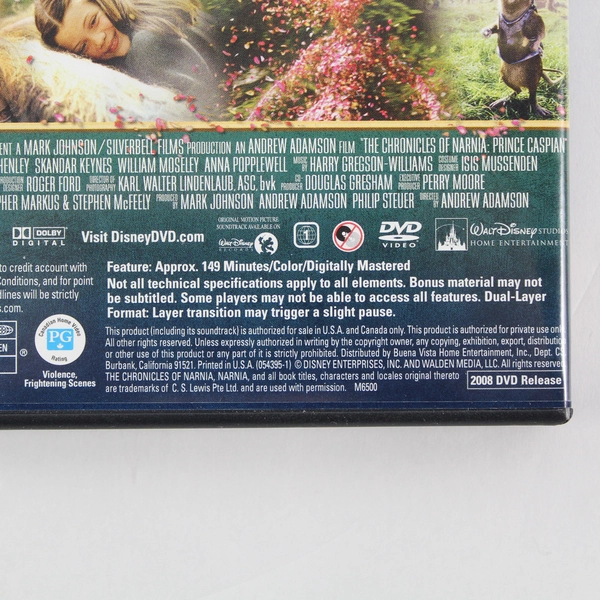 ENT A MARK JOHNSON/SILVERBELL FILMS PRODUCTION AN ANDREW ADAMSON FILM "THE CHRONICLES OF NARNIA: PRINCE CASPIAN"
HENLEY SKANDAR KEYNES WILLIAM MOSELEY ANNA POPPLEWELL MUSIC BY HARRY GREGSON-WILLIAMS COSTUME DESIGNER ISIS MUSSENDEN
PRODUCTION DESIGNER ROGER FORD DIRECTOR OF PHOTOGRAPHY KARL WALTER LINDENLAUB, ASC, bvk CO-PRODUCER DOUGLAS GRESHAM EXECUTIVE PRODUCER PERRY MOORE
PHER MARKUS & STEPHEN McFEELY PRODUCED BY MARK JOHNSON ANDREW ADAMSON PHILIP STEUER DIRECTED BY ANDREW ADAMSON
DOLBY
DIGITAL
Visit DisneyDVD.com
ORIGINAL MOTION PICTURE
SOUNDTRACK AVAILABLE ON
Walt Disney
RECORDS
1
DVD
VIDEO
WALT DISNEY STUDIOS
HOME ENTERTAINMENT
to credit account with
Conditions, and for point
dlines will be strictly
s.com.
Feature: Approx. 149 Minutes/Color/Digitally Mastered
Not all technical specifications apply to all elements. Bonus material may not
be subtitled. Some players may not be able to access all features. Dual-Layer
Format: Layer transition may trigger a slight pause.
EN
®
Canadian Home Video
PG
Rating
Violence,
Frightening Scenes
This product (including its soundtrack) is authorized for sale in U.S.A. and Canada only. This product is authorized for private use only.
All other rights reserved. Unless expressly authorized in writing by the copyright owner, any copying, exhibition, export, distribution
or other use of this product or any part of it is strictly prohibited. Distributed by Buena Vista Home Entertainment, Inc., Dept. CS,
Burbank, California 91521. Printed in U.S.A. (054395-1) © DISNEY ENTERPRISES, INC. AND WALDEN MEDIA, LLC. All rights reserved.
THE CHRONICLES OF NARNIA, NARNIA, and all book titles, characters and locales original thereto
are trademarks of C. S. Lewis Pte Ltd. and are used with permission. M6500
2008 DVD Release